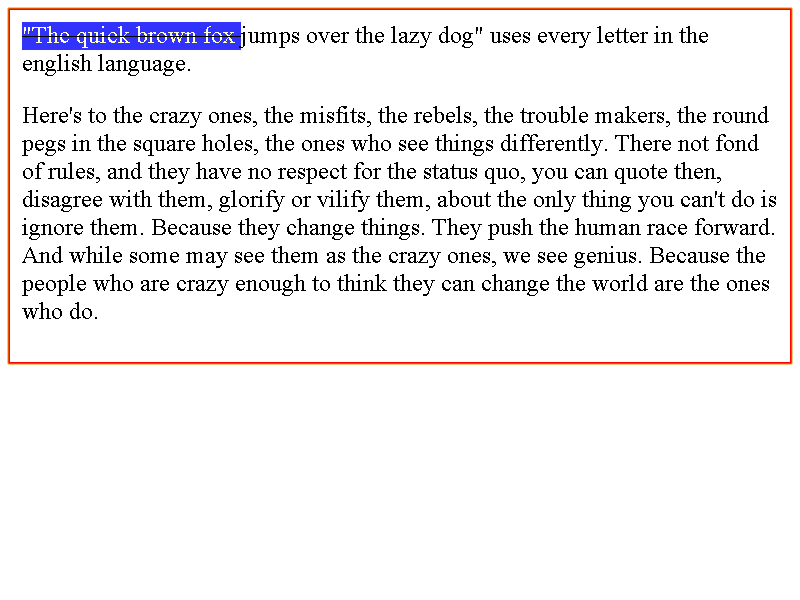 "The quick brown fox jumps over the lazy dog" uses every letter in the
english language.
Here's to the crazy ones, the misfits, the rebels, the trouble makers, the round
pegs in the square holes, the ones who see things differently. There not fond
of rules, and they have no respect for the status quo, you can quote then,
disagree with them, glorify or vilify them, about the only thing you can't do is
ignore them. Because they change things. They push the human race forward.
And while some may see them as the crazy ones, we see genius. Because the
people who are crazy enough to think they can change the world are the ones
who do.